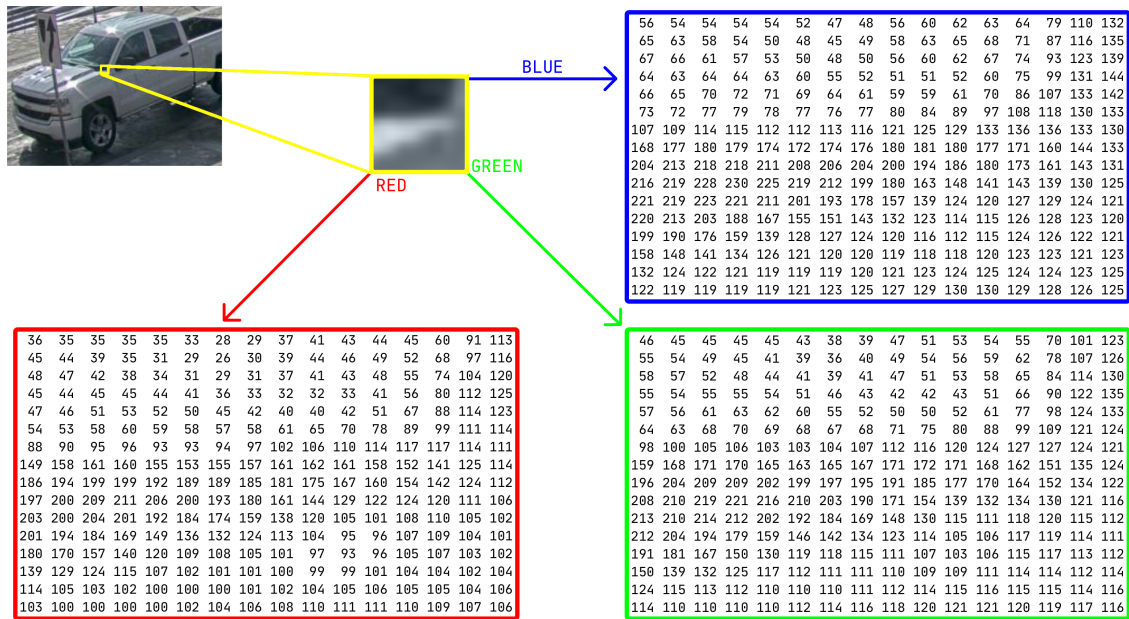 BLUE
GREEN
RED
56 54 54 54 54 52 47 48 56 60 62 63 64 79 110 132
65 63 58 54 50 48 45 49 58 63 65 68 71 87 116 135
67 66 61 57 53 50 48 50 56 60 62 67 74 93 123 139
64 63 64 64 63 60 55 52 51 51 52 60 75 99 131 144
66 65 70 72 71 69 64 61 59 59 61 70 86 107 133 142
73 72 77 79 78 77 76 77 80 84 89 97 108 118 130 133
107 109 114 115 112 112 113 116 121 125 129 133 136 136 133 130
168 177 180 179 174 172 174 176 180 181 180 177 171 160 144 133
204 213 218 218 211 208 206 204 200 194 186 180 173 161 143 131
216 219 228 230 225 219 212 199 180 163 148 141 143 139 130 125
221 219 223 221 211 201 193 178 157 139 124 120 127 129 124 121
220 213 203 188 167 155 151 143 132 123 114 115 126 128 123 120
199 190 176 159 139 128 127 124 120 116 112 115 124 126 122 121
158 148 141 134 126 121 120 120 119 118 118 120 123 123 121 123
132 124 122 121 119 119 119 120 121 123 124 125 124 124 123 125
122 119 119 119 119 121 123 125 127 129 130 130 129 128 126 125
36 35 35 35 35 33 28 29 37 41 43 44 45 60 91 113
45 44 39 35 31 29 26 30 39 44 46 49 52 68 97 116
48 47 42 38 34 31 29 31 37 41 43 48 55 74 104 120
45 44 45 45 44 41 36 33 32 32 33 41 56 80 112 125
47 46 51 53 52 50 45 42 40 40 42 51 67 88 114 123
54 53 58 60 59 58 57 58 61 65 70 78 89 99 111 114
88 90 95 96 93 93 94 97 102 106 110 114 117 117 114 111
149 158 161 160 155 153 155 157 161 162 161 158 152 141 125 114
186 194 199 199 192 189 189 185 181 175 167 160 154 142 124 112
197 200 209 211 206 200 193 180 161 144 129 122 124 120 111 106
203 200 204 201 192 184 174 159 138 120 105 101 108 110 105 102
201 194 184 169 149 136 132 124 113 104 95 96 107 109 104 101
180 170 157 140 120 109 108 105 101 97 93 96 105 107 103 102
139 129 124 115 107 102 101 101 100 99 99 101 104 104 102 104
114 105 103 102 100 100 100 101 102 104 105 106 105 105 104 106
103 100 100 100 100 102 104 106 108 110 111 111 110 109 107 106
46 45 45 45 45 43 38 39 47 51 53 54 55 70 101 123
55 54 49 45 41 39 36 40 49 54 56 59 62 78 107 126
58 57 52 48 44 41 39 41 47 51 53 58 65 84 114 130
55 54 55 55 54 51 46 43 42 42 43 51 66 90 122 135
57 56 61 63 62 60 55 52 50 50 52 61 77 98 124 133
64 63 68 70 69 68 67 68 71 75 80 88 99 109 121 124
98 100 105 106 103 103 104 107 112 116 120 124 127 127 124 121
159 168 171 170 165 163 165 167 171 172 171 168 162 151 135 124
196 204 209 209 202 199 197 195 191 185 177 170 164 152 134 122
208 210 219 221 216 210 203 190 171 154 139 132 134 130 121 116
213 210 214 212 202 192 184 169 148 130 115 111 118 120 115 112
212 204 194 179 159 146 142 134 123 114 105 106 117 119 114 111
191 181 167 150 130 119 118 115 111 107 103 106 115 117 113 112
150 139 132 125 117 112 111 111 110 109 109 111 114 114 112 114
124 115 113 112 110 110 110 111 112 114 115 116 115 115 114 116
114 110 110 110 110 112 114 116 118 120 121 121 120 119 117 116